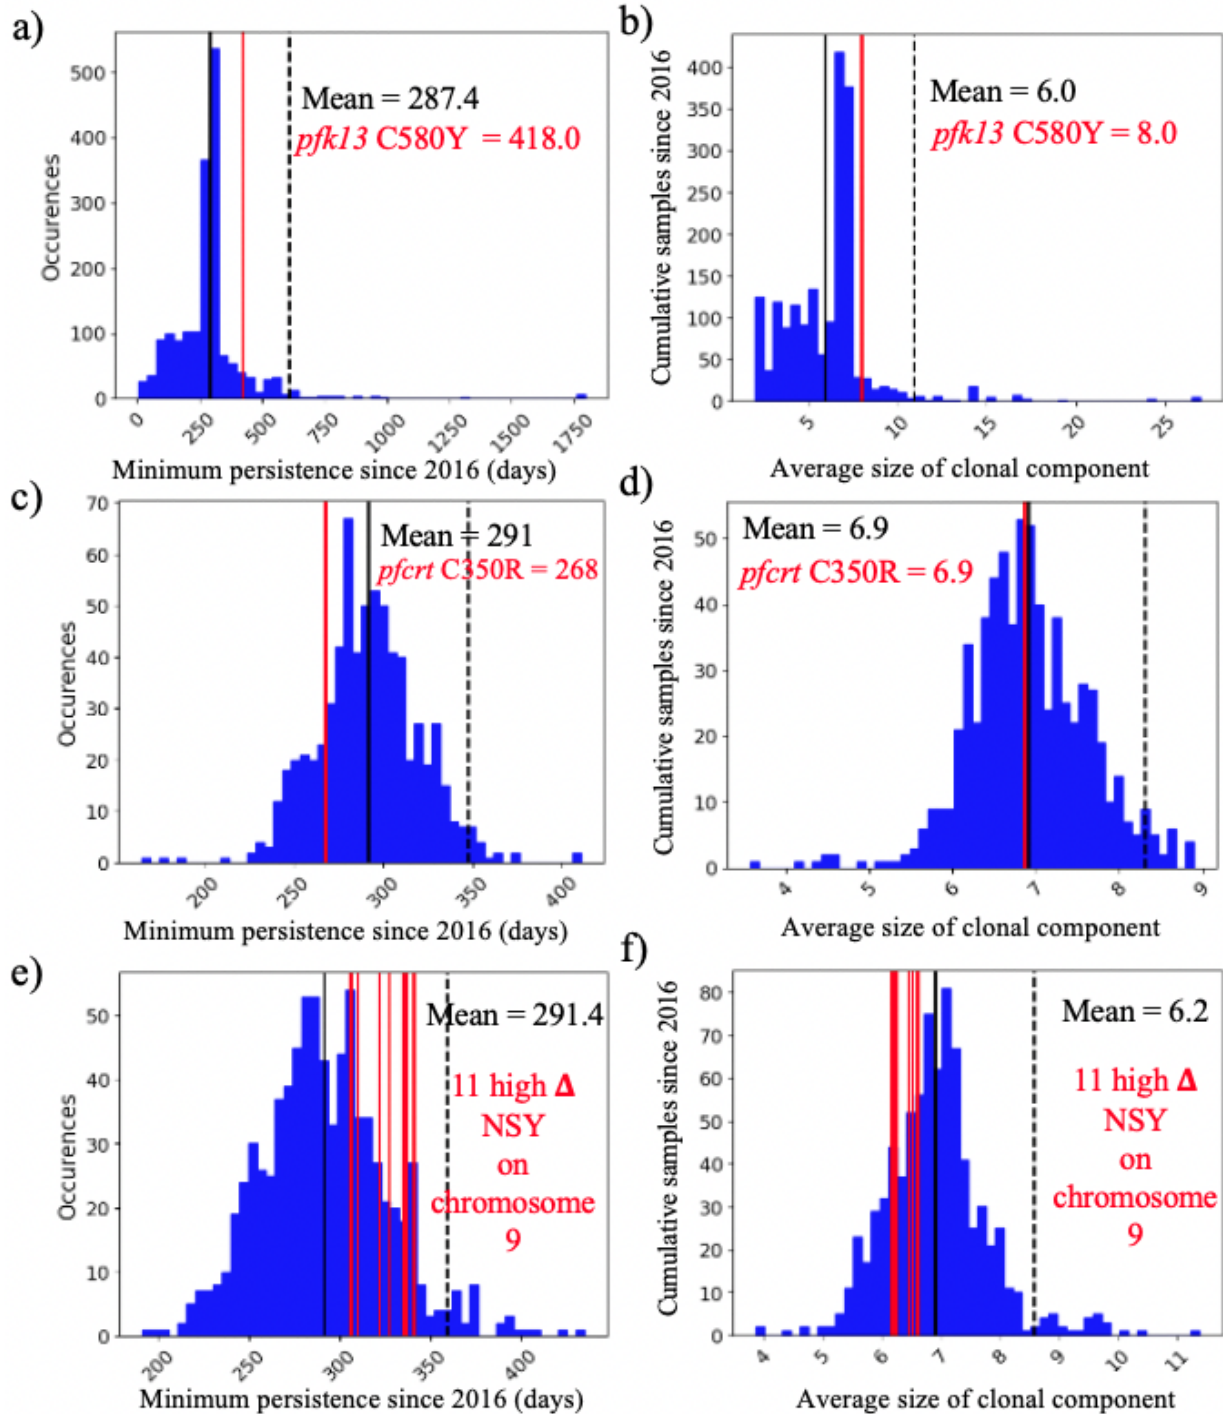 a)
Mean = 287.4
pfk13 C580Y = 418.0
Occurences
500
400
300
200
100
0
0
250
500
750
1000
1250
1500
1750
Minimum persistence since 2016 (days)
b)
Mean = 6.0
pfk13 C580Y = 8.0
Cumulative samples since 2016
400
350
300
250
200
150
100
50
0
5
10
15
20
25
Average size of clonal component
c)
Mean = 291
pfcrt C350R = 268
Occurences
70
60
50
40
30
20
10
0
200
250
300
350
400
Minimum persistence since 2016 (days)
d)
Mean = 6.9
pfcrt C350R = 6.9
Cumulative samples since 2016
50
40
30
20
10
0
4
5
6
7
8
9
Average size of clonal component
e)
Mean = 291.4
11 high Δ
NSY
on
chromosome
9
Occurences
50
40
30
20
10
0
200
250
300
350
400
Minimum persistence since 2016 (days)
f)
Mean = 6.2
11 high Δ
NSY
on
chromosome
9
Cumulative samples since 2016
80
70
60
50
40
30
20
10
0
4
5
6
7
8
9
10
11
Average size of clonal component